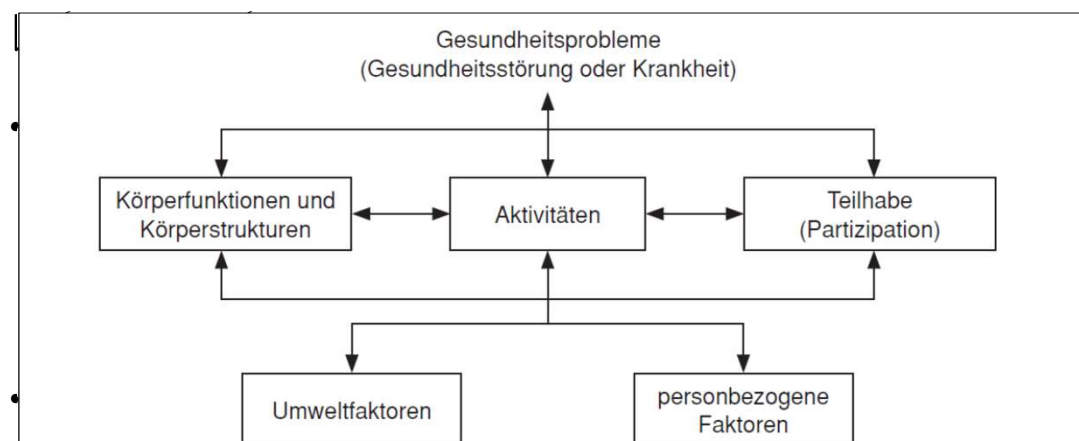 Gesundheitsprobleme
(Gesundheitsstörung oder Krankheit)
Körperfunktionen und
Körperstrukturen
Aktivitäten
Teilhabe
(Partizipation)
Umweltfaktoren
personbezogene
Faktoren